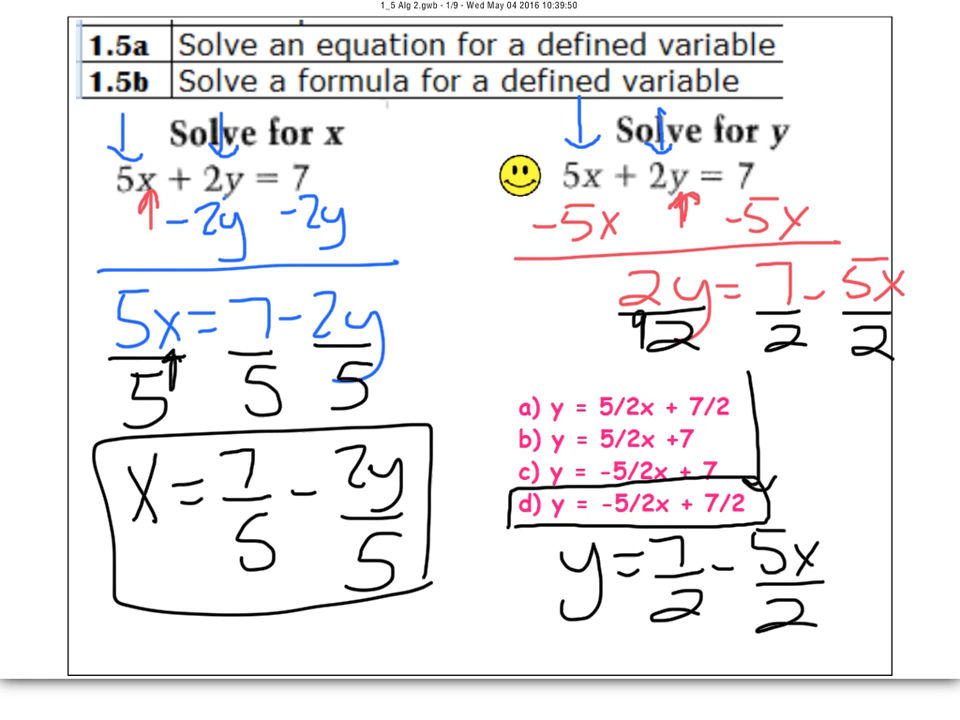 1_5 Alg 2.gwb - 1/9 - Wed May 04 2016 10:39:50
1.5a Solve an equation for a defined variable
1.5b Solve a formula for a defined variable
Solve for x
5x + 2y = 7
-2y -2y
5x = 7 - 2y
5 5 5
x = 7/5 - 2y/5
Solve for y
5x + 2y = 7
-5x -5x
2y = 7 - 5x
2 2 2
a) y = 5/2x + 7/2
b) y = 5/2x +7
c) y = -5/2x + 7
d) y = -5/2x + 7/2
y = 7/2 - 5x/2